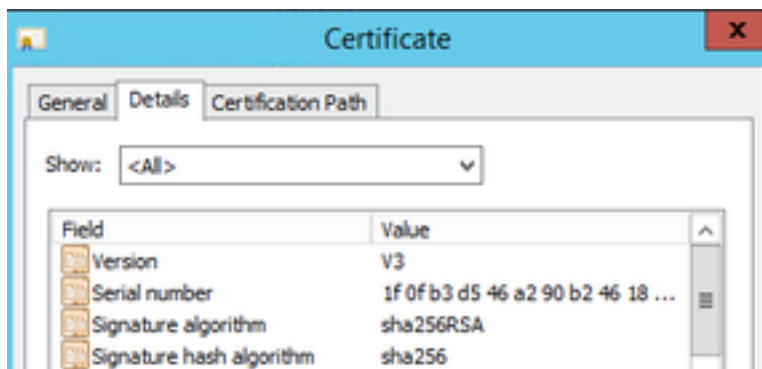 Certificate
x
General Details Certification Path
Show: <All>
Field Value
Version V3
Serial number 1f 0f b3 d5 46 a2 90 b2 46 18 ...
Signature algorithm sha256RSA
Signature hash algorithm sha256